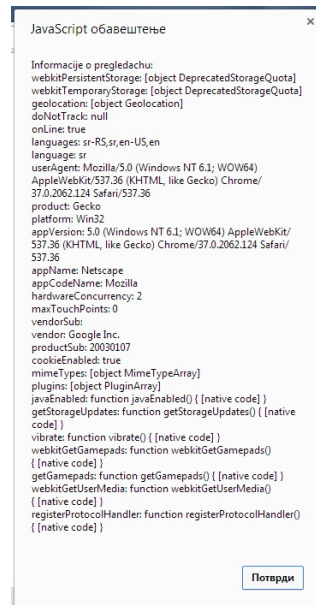 JavaScript обавештење
Informacije o pregledachu:
webkitPersistentStorage: [object DeprecatedStorageQuota]
webkitTemporaryStorage: [object DeprecatedStorageQuota]
geolocation: [object Geolocation]
doNotTrack: null
onLine: true
languages: sr-RS,sr,en-US,en
language: sr
userAgent: Mozilla/5.0 (Windows NT 6.1; WOW64)
AppleWebKit/537.36 (KHTML, like Gecko) Chrome/
37.0.2062.124 Safari/537.36
product: Gecko
platform: Win32
appVersion: 5.0 (Windows NT 6.1; WOW64) AppleWebKit/
537.36 (KHTML, like Gecko) Chrome/37.0.2062.124 Safari/
537.36
appName: Netscape
appCodeName: Mozilla
hardwareConcurrency: 2
maxTouchPoints: 0
vendorSub:
vendor: Google Inc.
productSub: 20030107
cookieEnabled: true
mimeTypes: [object MimeTypeArray]
plugins: [object PluginArray]
javaEnabled: function javaEnabled() { [native code] }
getStorageUpdates: function getStorageUpdates() { [native
code] }
vibrate: function vibrate() { [native code] }
webkitGetGamepads: function webkitGetGamepads()
{ [native code] }
getGamepads: function getGamepads() { [native code] }
webkitGetUserMedia: function webkitGetUserMedia()
{ [native code] }
registerProtocolHandler: function registerProtocolHandler()
{ [native code] }
Потврди